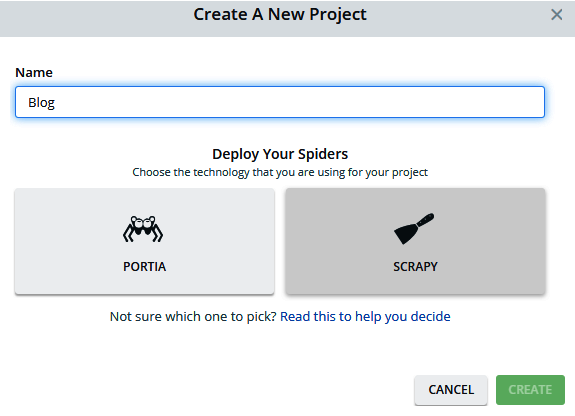 Create A New Project
Name
Blog
Deploy Your Spiders
Choose the technology that you are using for your project
PORTIA
SCRAPY
Not sure which one to pick? Read this to help you decide
CANCEL
CREATE